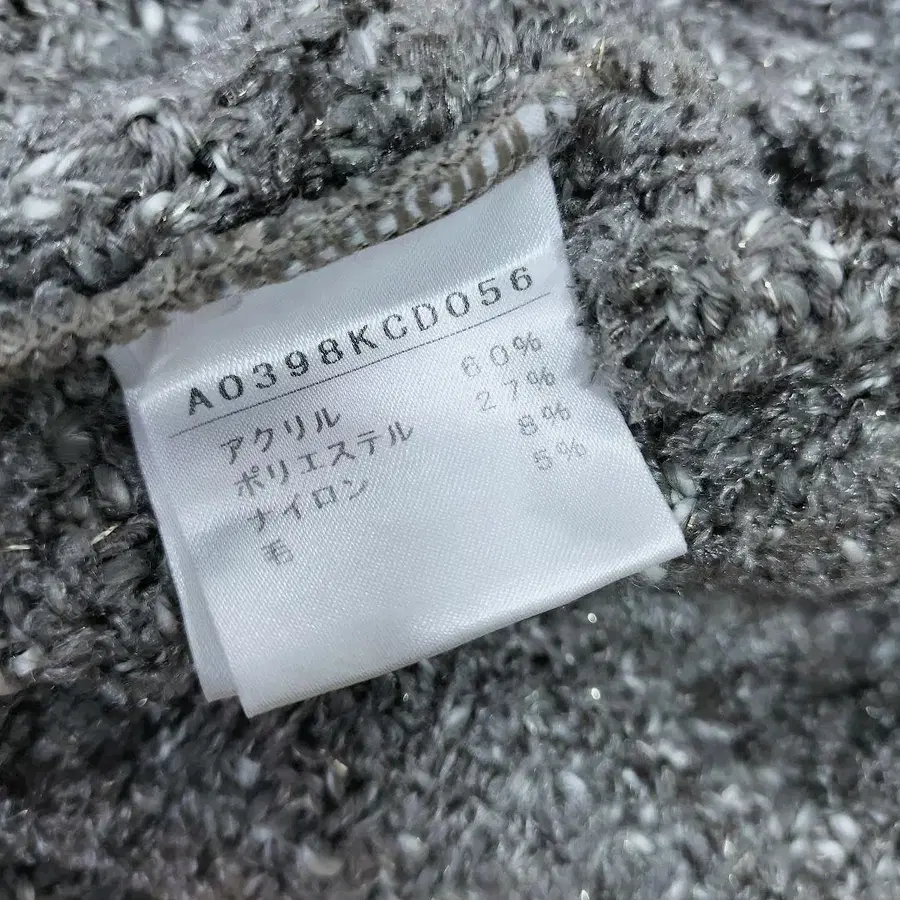 A0398KCD056
アクリル 60%
ポリエステル 27%
ナイロン 8%
毛 5%